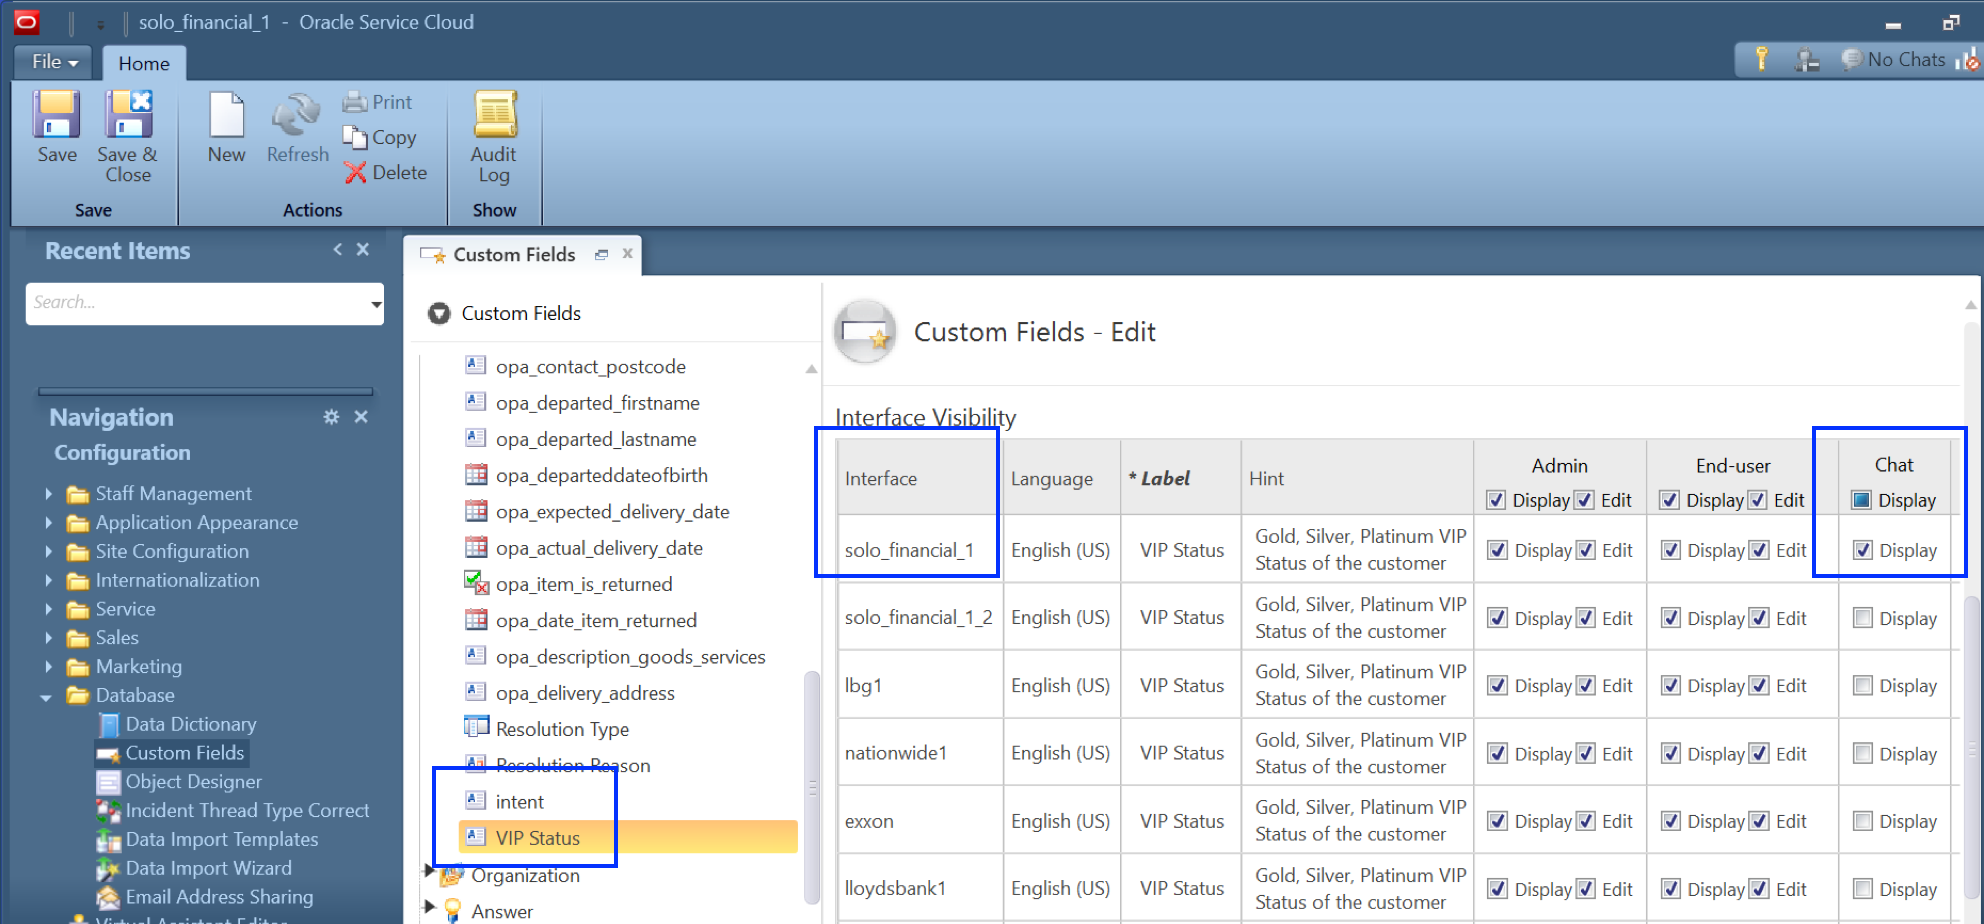 solo_financial_1 - Oracle Service Cloud
File
Home
No Chats
Save
Save &
Close
New
Refresh
Print
Copy
Delete
Audit
Log
Save
Actions
Show
Recent Items
Search...
Navigation
Configuration
Staff Management
Application Appearance
Site Configuration
Internationalization
Service
Sales
Marketing
Database
Data Dictionary
Custom Fields
Object Designer
Incident Thread Type Correct
Data Import Templates
Data Import Wizard
Email Address Sharing
Virtual Assistant Editor
Custom Fields
Custom Fields
opa_contact_postcode
opa_departed_firstname
opa_departed_lastname
opa_departeddateofbirth
opa_expected_delivery_date
opa_actual_delivery_date
opa_item_is_returned
opa_date_item_returned
opa_description_goods_services
opa_delivery_address
Resolution Type
Resolution Reason
intent
VIP Status
Organization
Answer
Custom Fields - Edit
Interface Visibility
Interface Language * Label Hint Admin End-user Chat
Display Edit Display Edit Display
solo_financial_1 English (US) VIP Status Gold, Silver, Platinum VIP Display Edit Display Edit Display
Status of the customer
solo_financial_1_2 English (US) VIP Status Gold, Silver, Platinum VIP Display Edit Display Edit Display
Status of the customer
lbg1 English (US) VIP Status Gold, Silver, Platinum VIP Display Edit Display Edit Display
Status of the customer
nationwide1 English (US) VIP Status Gold, Silver, Platinum VIP Display Edit Display Edit Display
Status of the customer
exxon English (US) VIP Status Gold, Silver, Platinum VIP Display Edit Display Edit Display
Status of the customer
lloydsbank1 English (US) VIP Status Gold, Silver, Platinum VIP Display Edit Display Edit Display
Status of the customer